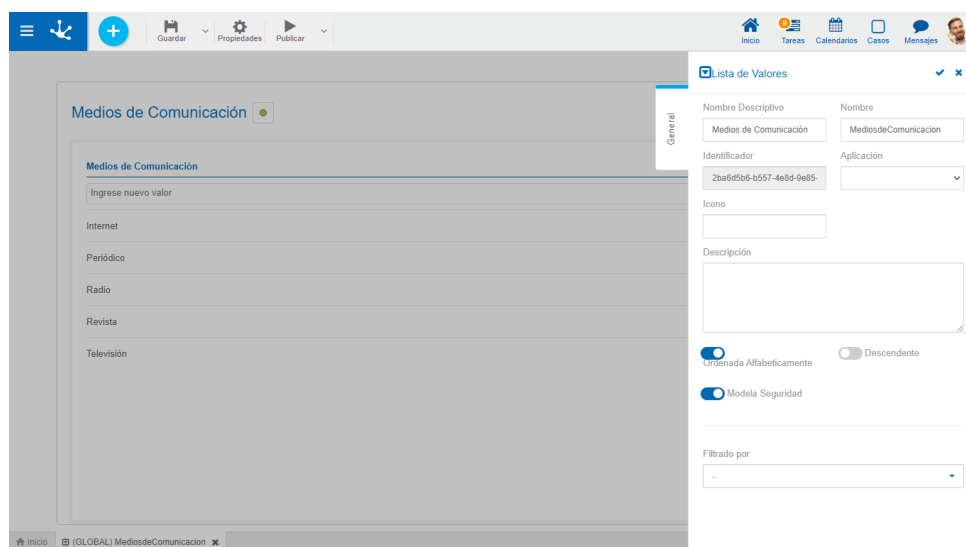 Guardar
Propiedades
Publicar
Inicio
Tareas
Calendarios
Casos
Mensajes
Medios de Comunicación
Medios de Comunicación
Ingrese nuevo valor
Internet
Periódico
Radio
Revista
Televisión
General
Lista de Valores
Nombre Descriptivo
Nombre
Medios de Comunicación
MediosdeComunicacion
Identificador
Aplicación
2ba6d5b6-b557-4e8d-9e85-
Icono
Descripción
Ordenada Alfabeticamente
Descendente
Modela Seguridad
Filtrado por
-
Inicio
(GLOBAL) MediosdeComunicacion